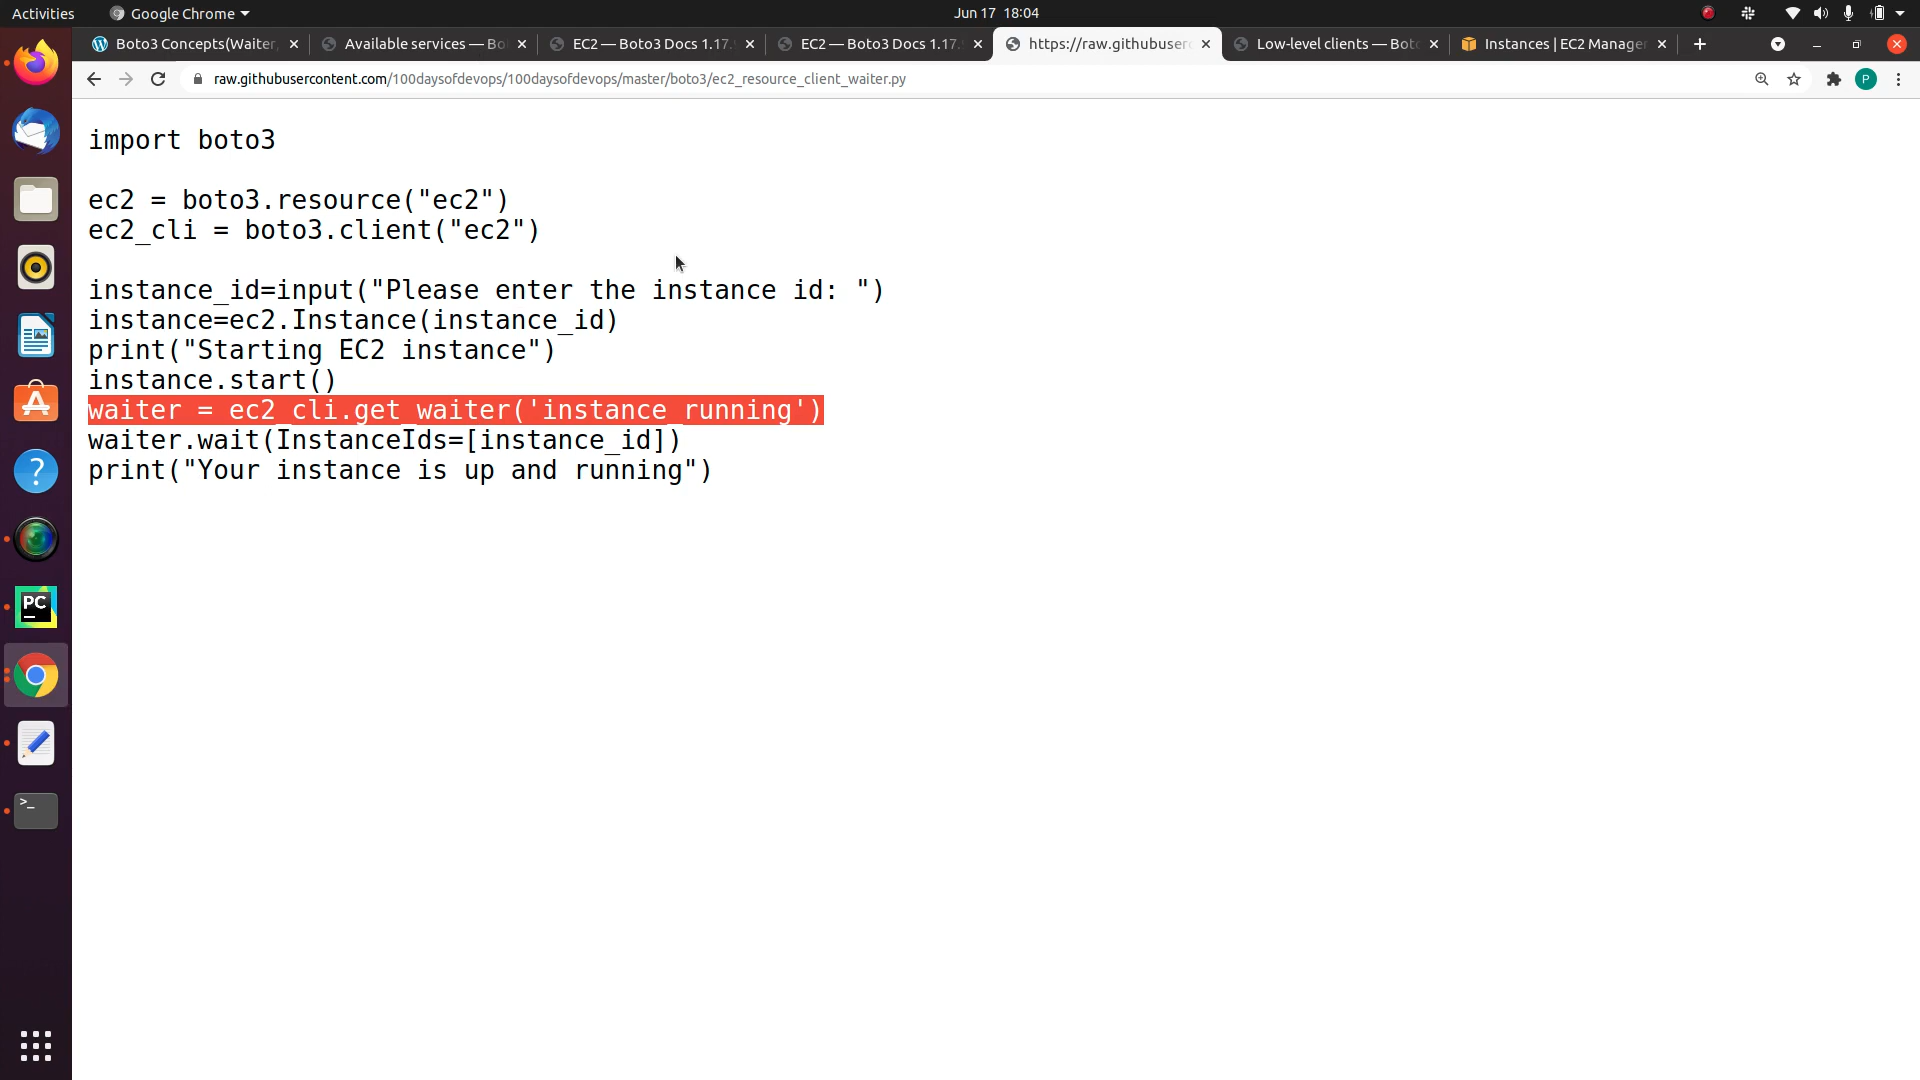 Activities
Google Chrome
Jun 17 18:04
Boto3 Concepts(Waiter,
Available services — Bo
EC2 — Boto3 Docs 1.17.
EC2 — Boto3 Docs 1.17.
https://raw.githubuserc
Low-level clients — Boto
Instances | EC2 Manage
raw.githubusercontent.com/100daysofdevops/100daysofdevops/master/boto3/ec2_resource_client_waiter.py
P
import boto3
ec2 = boto3.resource("ec2")
ec2_cli = boto3.client("ec2")
instance_id=input("Please enter the instance id: ")
instance=ec2.Instance(instance_id)
print("Starting EC2 instance")
instance.start()
waiter = ec2_cli.get_waiter('instance_running')
waiter.wait(InstanceIds=[instance_id])
print("Your instance is up and running")
PC
>_